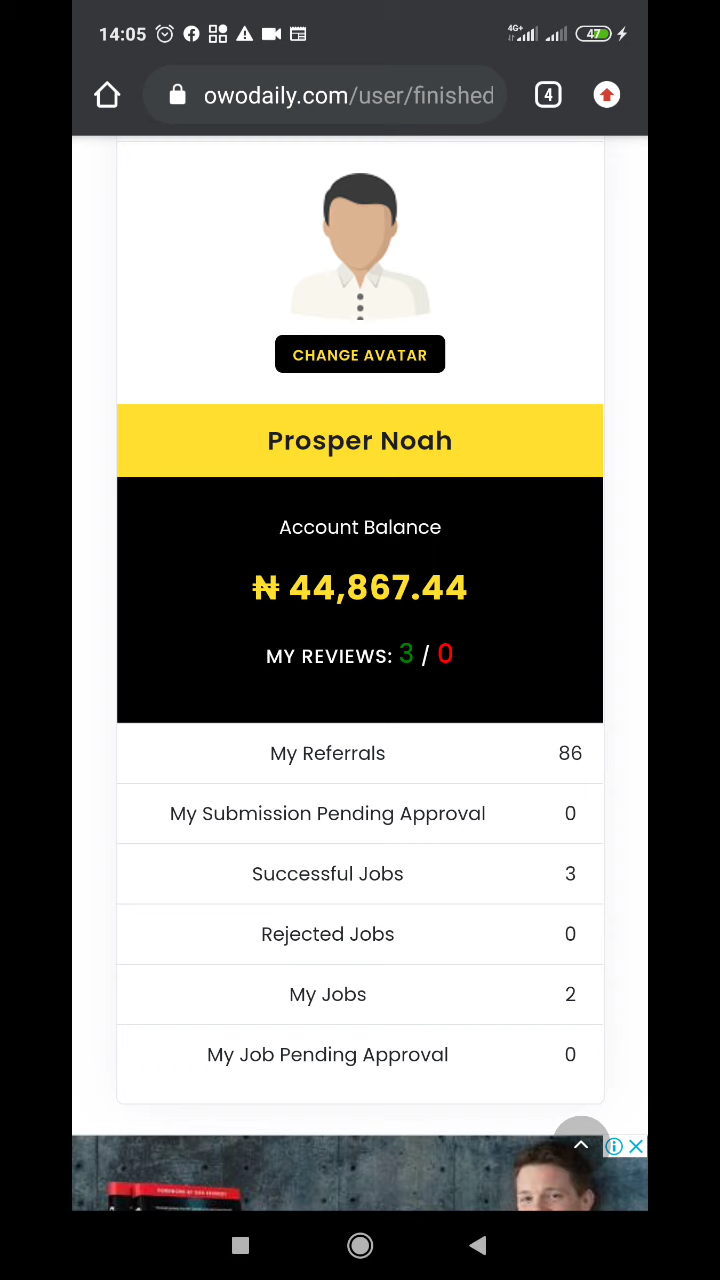 14:05
4G+
47
owodaily.com/user/finished
4
CHANGE AVATAR
Prosper Noah
Account Balance
₦ 44,867.44
MY REVIEWS: 3 / 0
My Referrals 86
My Submission Pending Approval 0
Successful Jobs 3
Rejected Jobs 0
My Jobs 2
My Job Pending Approval 0